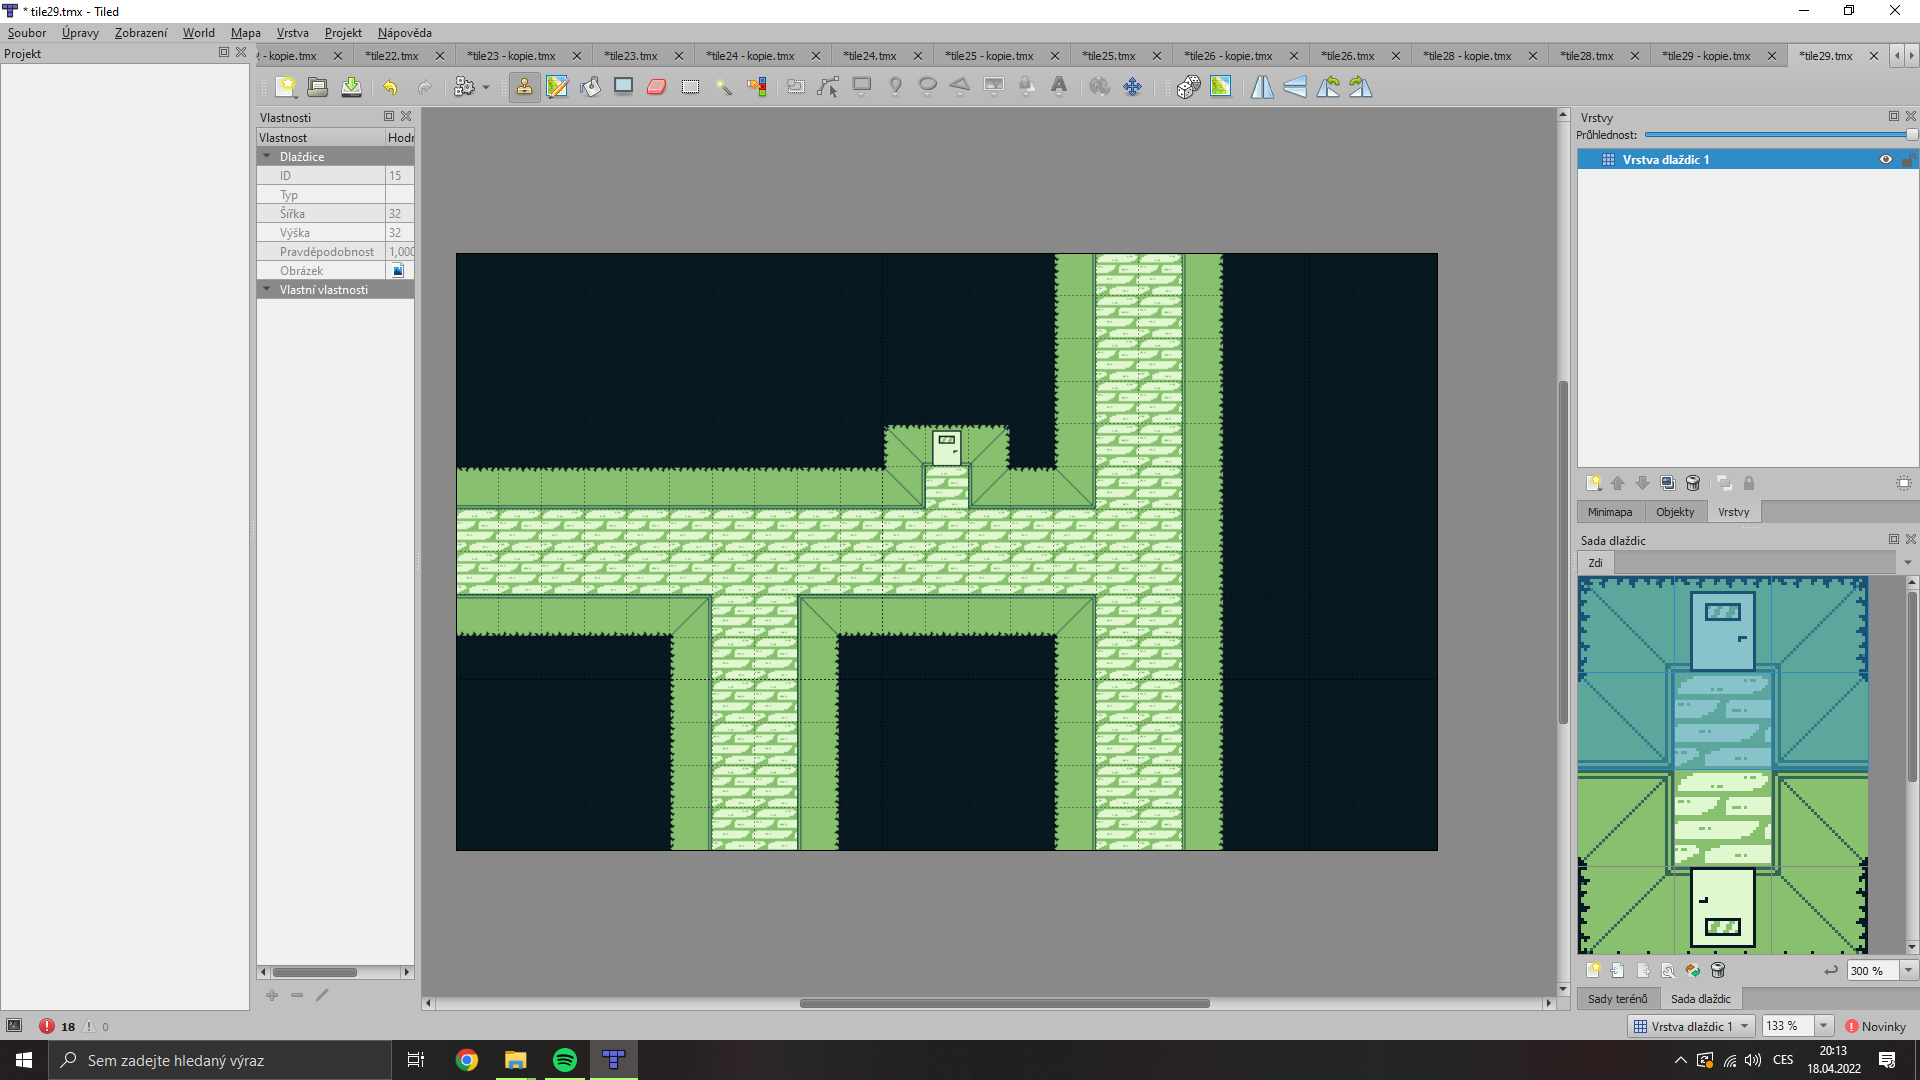 * tile29.tmx - Tiled
Soubor Úpravy Zobrazení World Mapa Vrstva Projekt Nápověda
Projekt
- kopie.tmx *tile22.tmx *tile23 - kopie.tmx *tile23.tmx *tile24 - kopie.tmx *tile24.tmx *tile25 - kopie.tmx *tile25.tmx *tile26 - kopie.tmx *tile26.tmx *tile28 - kopie.tmx *tile28.tmx *tile29 - kopie.tmx *tile29.tmx
Vlastnosti
Vlastnost Hodr
Dlaždice
ID 15
Typ
Šířka 32
Výška 32
Pravděpodobnost 1,000
Obrázek
Vlastní vlastnosti
Vrstvy
Průhlednost:
Vrstva dlaždic 1
Minimapa Objekty Vrstvy
Sada dlaždic
Zdi
300 %
Sady terénů Sada dlaždic
18 0
Vrstva dlaždic 1 133 % Novinky
Sem zadejte hledaný výraz
CES
20:13
18.04.2022